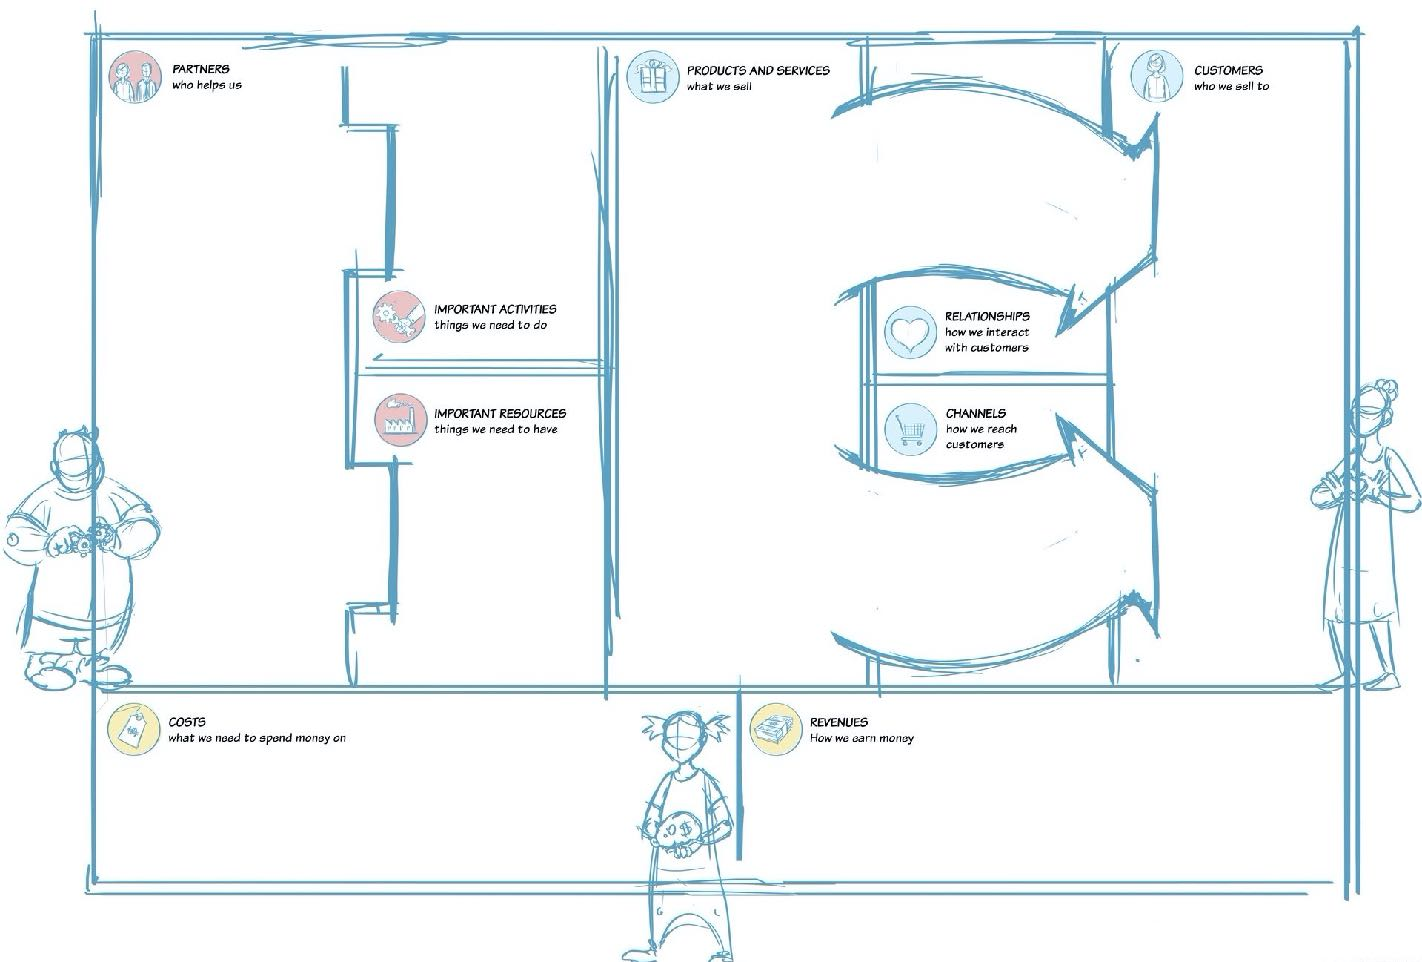 PARTNERS
who helps us
PRODUCTS AND SERVICES
what we sell
CUSTOMERS
who we sell to
IMPORTANT ACTIVITIES
things we need to do
RELATIONSHIPS
how we interact
with customers
IMPORTANT RESOURCES
things we need to have
CHANNELS
how we reach
customers
COSTS
what we need to spend money on
REVENUES
How we earn money
$